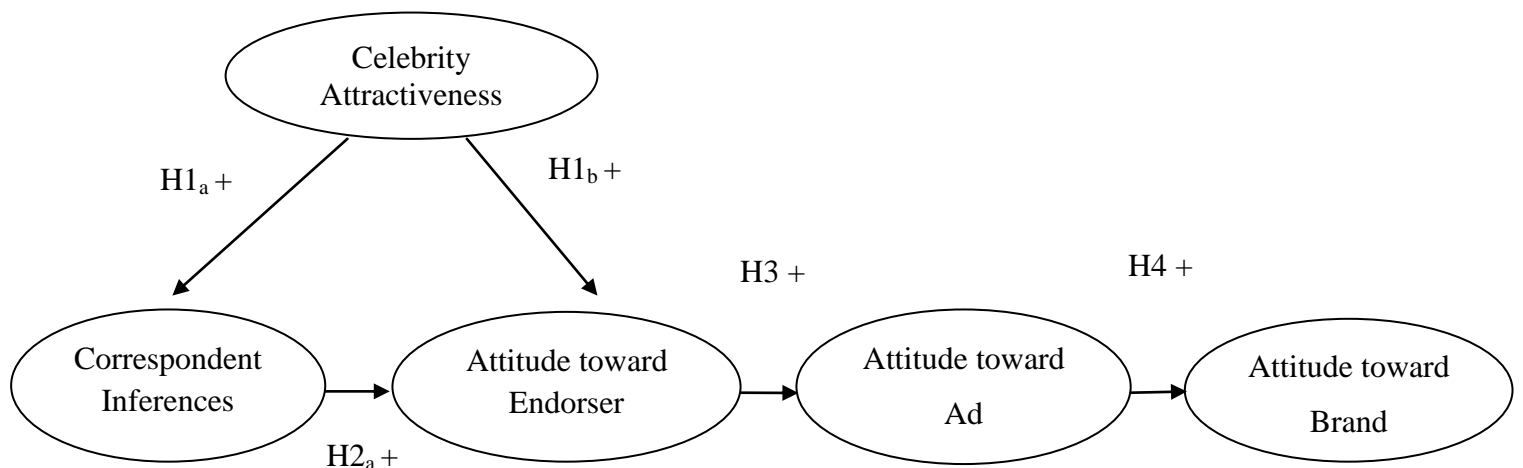 Celebrity
Attractiveness
H1a +
H1b +
H3 +
H4 +
Correspondent
Inferences
Attitude toward
Endorser
Attitude toward
Ad
Attitude toward
Brand
H2a +